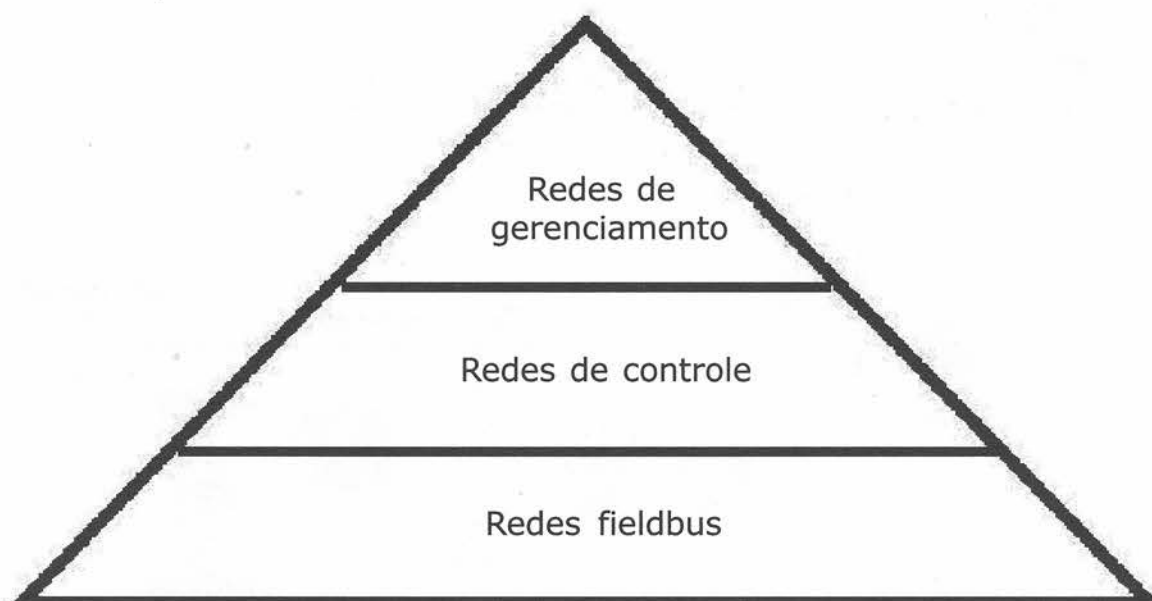 Redes de
gerenciamento
Redes de controle
Redes fieldbus